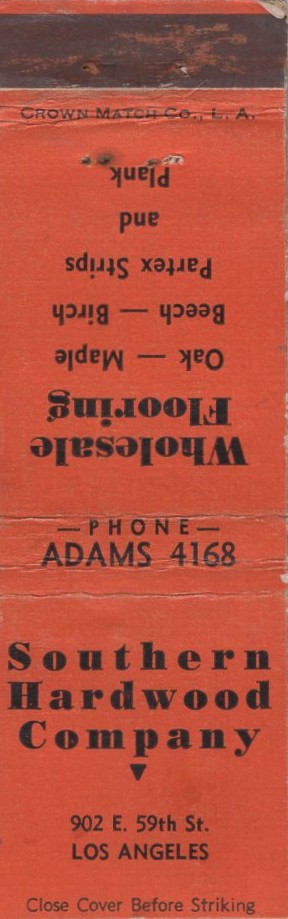 CROWN MATCH CO., L. A.
Wholesale
Flooring
Oak — Maple
Beech — Birch
Partex Strips
and
Plank
—PHONE—
ADAMS 4168
Southern
Hardwood
Company
902 E. 59th St.
LOS ANGELES
Close Cover Before Striking